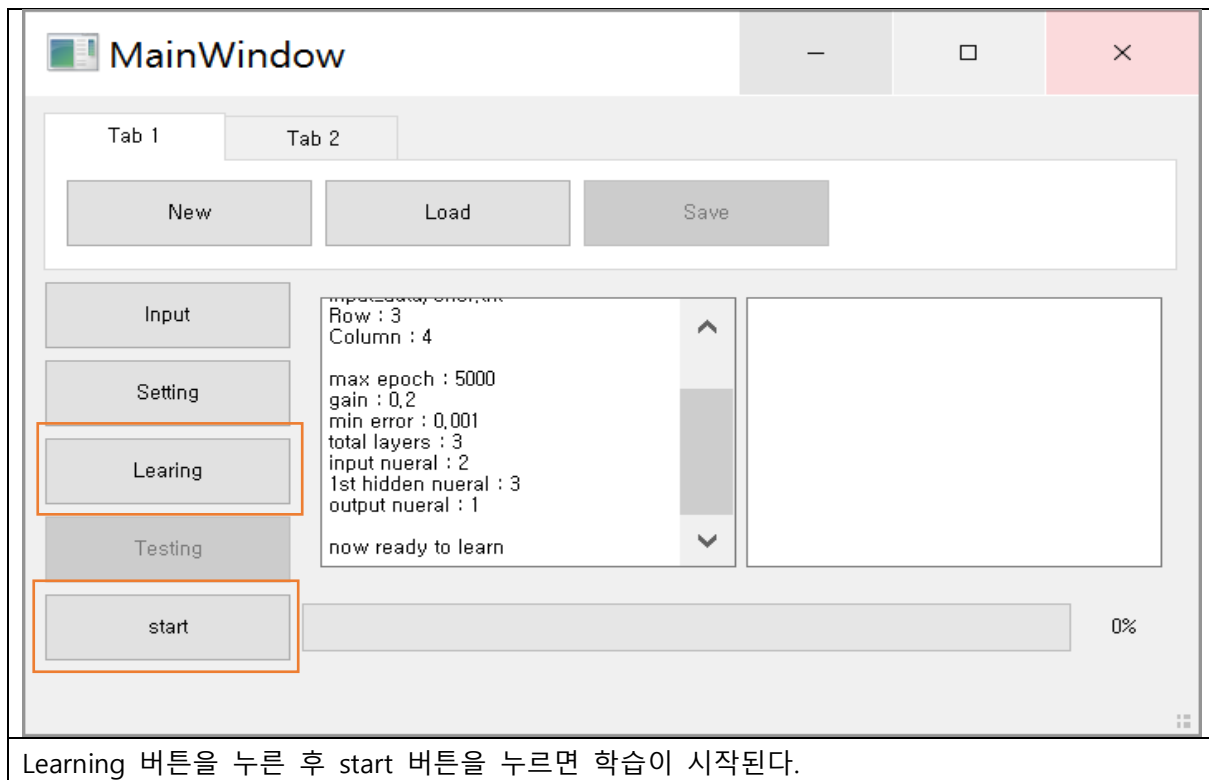 MainWindow
Tab 1
Tab 2
New
Load
Save
Input
Setting
Learing
Testing
start
Row : 3
Column : 4
max epoch : 5000
gain : 0,2
min error : 0,001
total layers : 3
input nueral : 2
1st hidden nueral : 3
output nueral : 1
now ready to learn
0%
Learning 버튼을 누른 후 start 버튼을 누르면 학습이 시작된다.